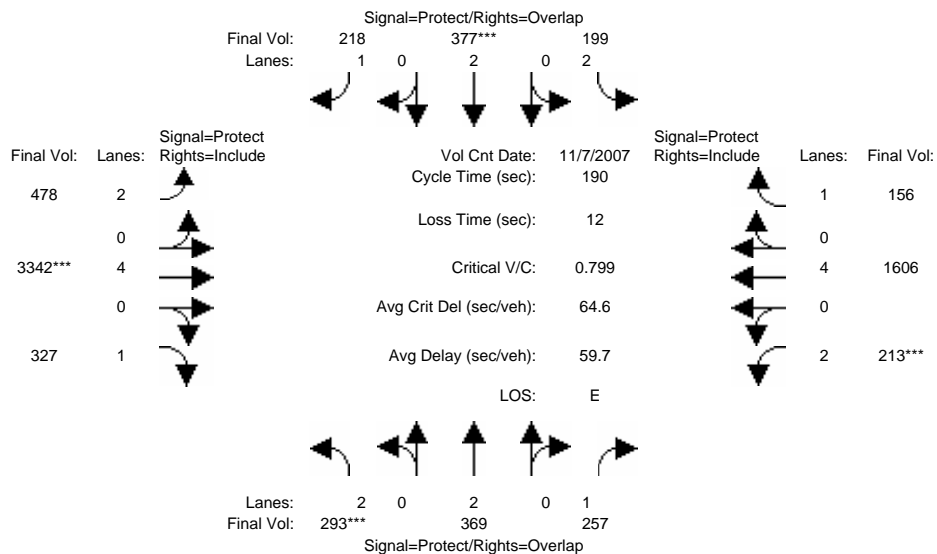 Signal=Protect/Rights=Overlap
Final Vol: 218 377*** 199
Lanes: 1 0 2 0 2
Signal=Protect
Final Vol: Lanes: Rights=Include
Vol Cnt Date: 11/7/2007
Signal=Protect
Rights=Include Lanes: Final Vol:
Cycle Time (sec): 190
478 2
1 156
Loss Time (sec): 12
0
0
3342*** 4
Critical V/C: 0.799
4 1606
0
Avg Crit Del (sec/veh): 64.6
0
327 1
Avg Delay (sec/veh): 59.7
2 213***
LOS: E
Lanes: 2 0 2 0 1
Final Vol: 293*** 369 257
Signal=Protect/Rights=Overlap